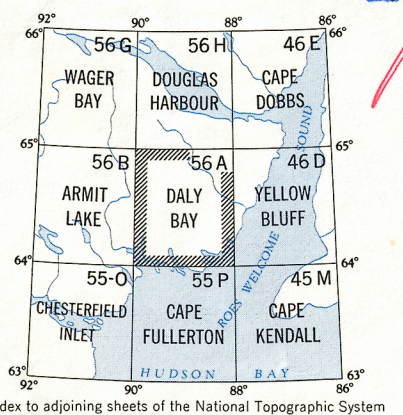 92° 90° 88° 86°
66° 66°
56 G 56 H 46 E
WAGER DOUGLAS CAPE
BAY HARBOUR DOBBS
SOUND
65° 65°
56 B 56 A 46 D
ARMIT DALY YELLOW
LAKE BAY BLUFF
64° 64°
ROES WELCOME
55-O 55 P 45 M
CHESTERFIELD CAPE CAPE
INLET FULLERTON KENDALL
63° HUDSON BAY 63°
92° 90° 88° 86°
dex to adjoining sheets of the National Topographic System